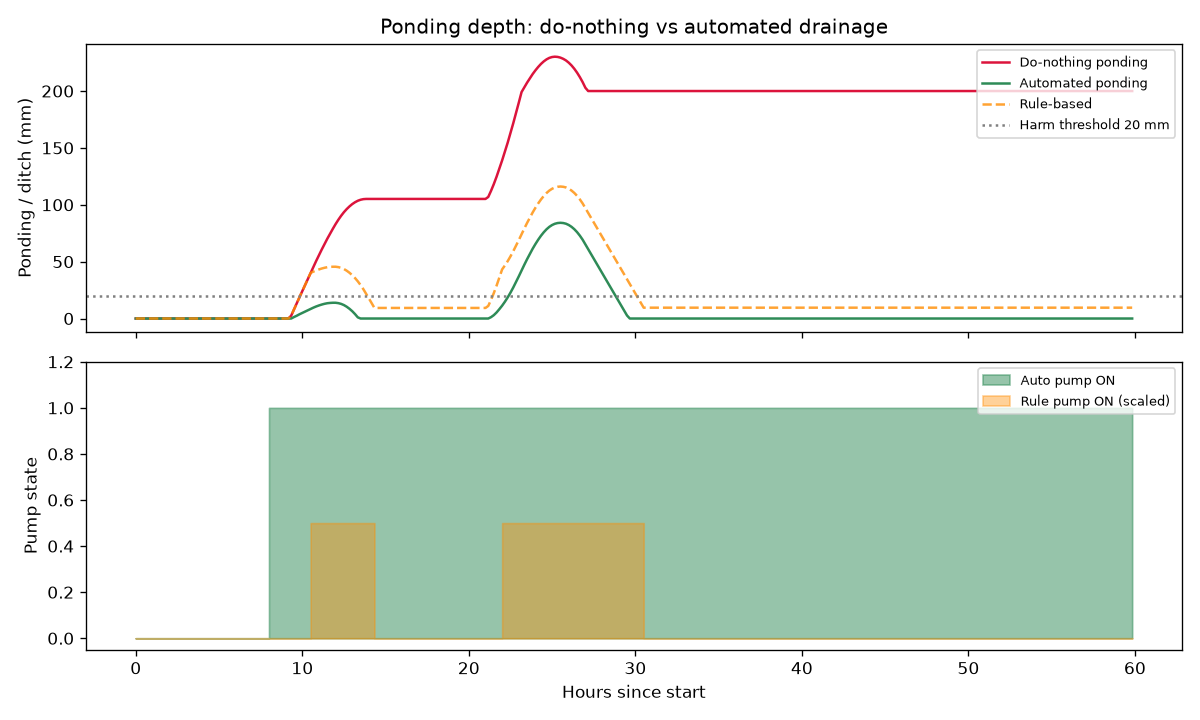 Ponding depth: do-nothing vs automated drainage
Ponding / ditch (mm)
200
150
100
50
0
Do-nothing ponding
Automated ponding
Rule-based
Harm threshold 20 mm
Pump state
1.2
1.0
0.8
0.6
0.4
0.2
0.0
Auto pump ON
Rule pump ON (scaled)
0 10 20 30 40 50 60
Hours since start